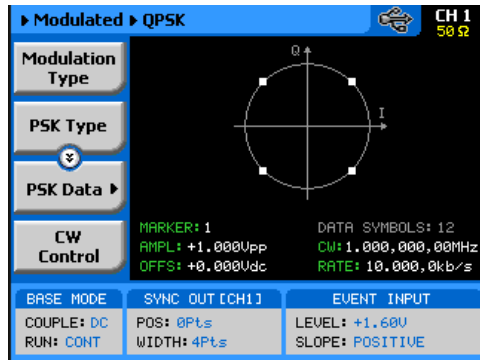 ▶ Modulated ▶ QPSK
CH 1
50 Ω
Modulation
Type
PSK Type
PSK Data ▶
CW
Control
Q
I
MARKER: 1
DATA SYMBOLS: 12
AMPL: +1.000Vpp
CW: 1.000,000,00MHz
OFFS: +0.000Vdc
RATE: 10.000,0kb/s
BASE MODE
COUPLE: DC
RUN: CONT
SYNC OUT [CH1]
POS: 0Pts
WIDTH: 4Pts
EVENT INPUT
LEVEL: +1.60V
SLOPE: POSITIVE